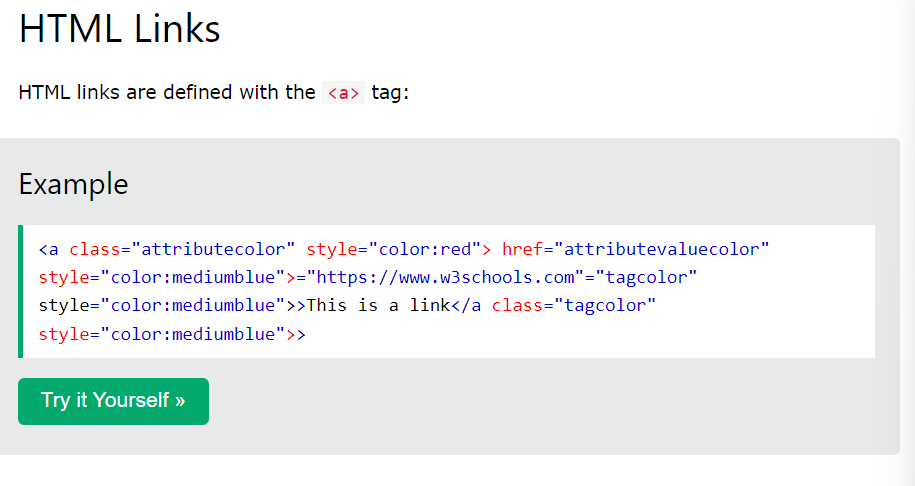 HTML Links
HTML links are defined with the <a> tag:
Example
<a class="attributecolor" style="color:red"> href="attributevaluecolor"
style="color:mediumblue">="https://www.w3schools.com"="tagcolor"
style="color:mediumblue">>This is a link</a class="tagcolor"
style="color:mediumblue">>
Try it Yourself »